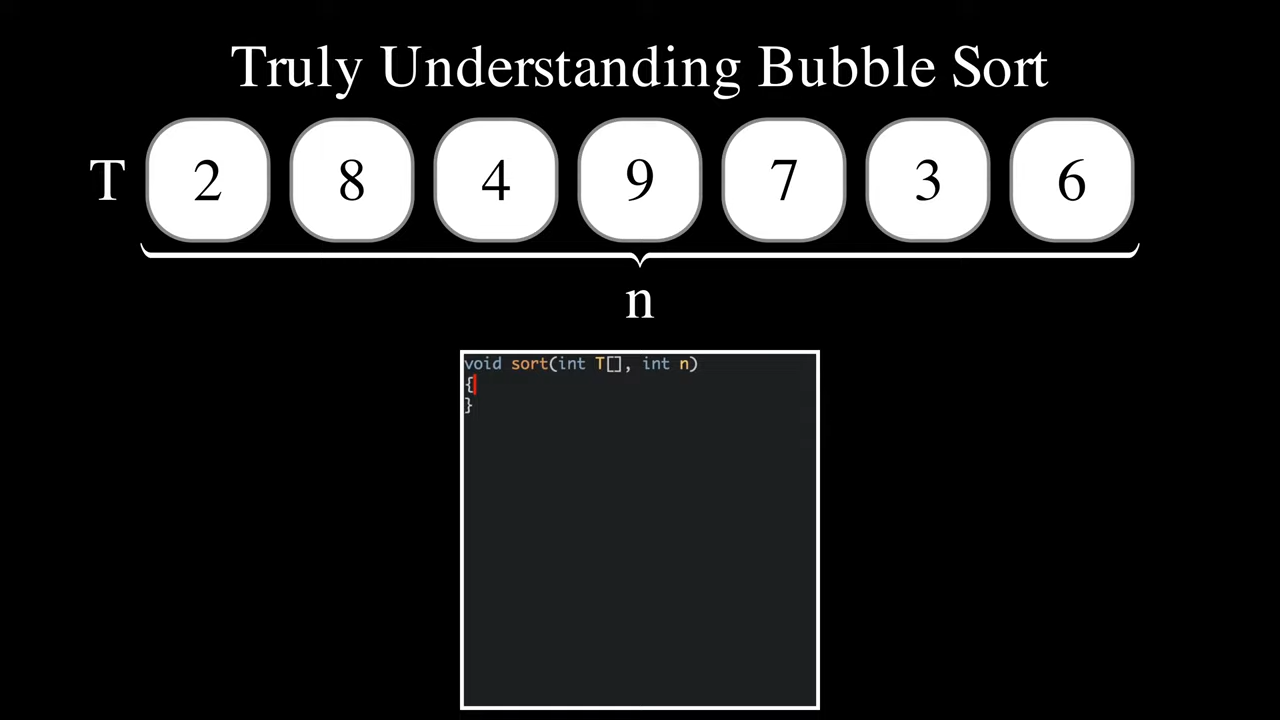 Truly Understanding Bubble Sort
T 2 8 4 9 7 3 6
n
void sort(int T[], int n)
{
}